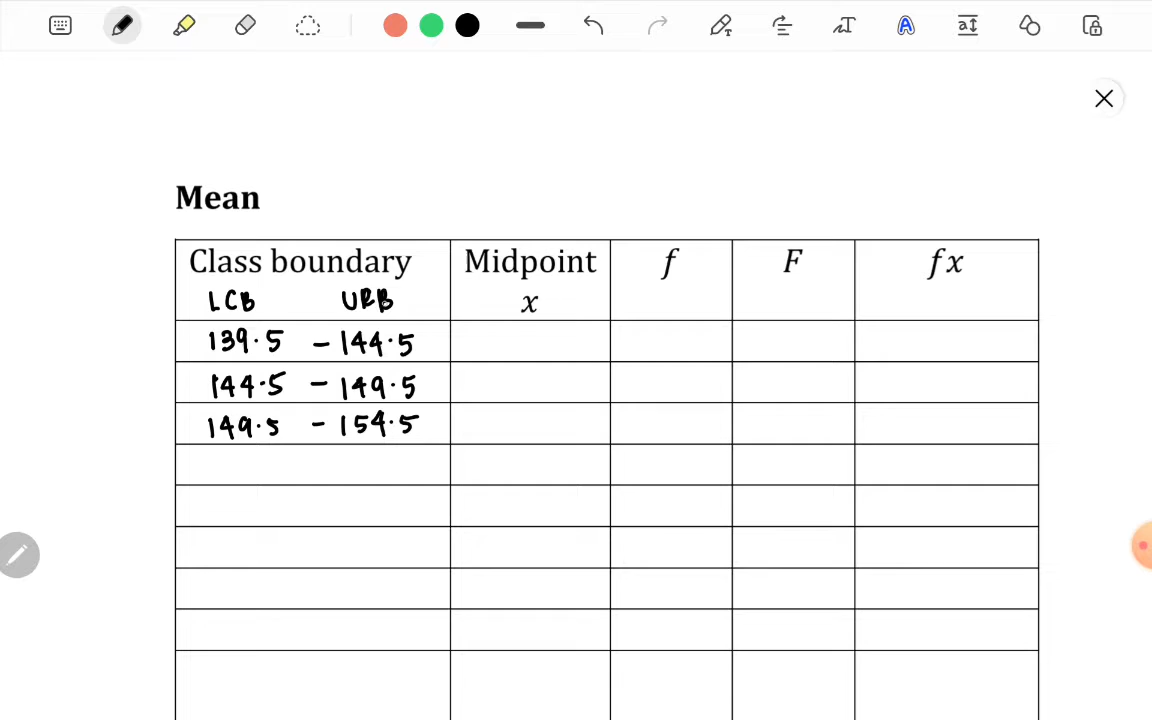 Mean
Class boundary Midpoint f F fx
LCB URB x
139.5 - 144.5
144.5 - 149.5
149.5 - 154.5